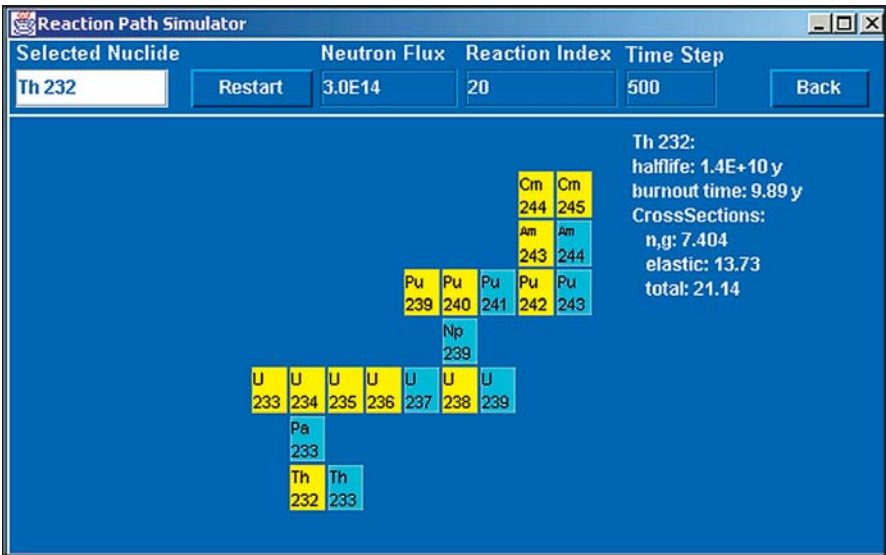 Reaction Path Simulator
Selected Nuclide Neutron Flux Reaction Index Time Step
Th 232 Restart 3.0E14 20 500 Back
Th 232:
halflife: 1.4E+10 y
burnout time: 9.89 y
CrossSections:
n,g: 7.404
elastic: 13.73
total: 21.14
Cm Cm
244 245
Am Am
243 244
Pu Pu Pu Pu Pu
239 240 241 242 243
Np
239
U U U U U U U
233 234 235 236 237 238 239
Pa
233
Th Th
232 233